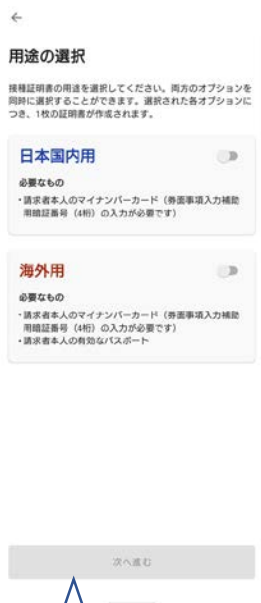 用途の選択
接種証明書の用途を選択してください。両方のオプションを
同時に選択することができます。選択された各オプションに
つき、1枚の証明書が作成されます。
日本国内用
必要なもの
・請求者本人のマイナンバーカード（券面事項入力補助
用暗証番号（4桁）の入力が必要です）
海外用
必要なもの
・請求者本人のマイナンバーカード（券面事項入力補助
用暗証番号（4桁）の入力が必要です）
・請求者本人の有効なパスポート
次へ進む